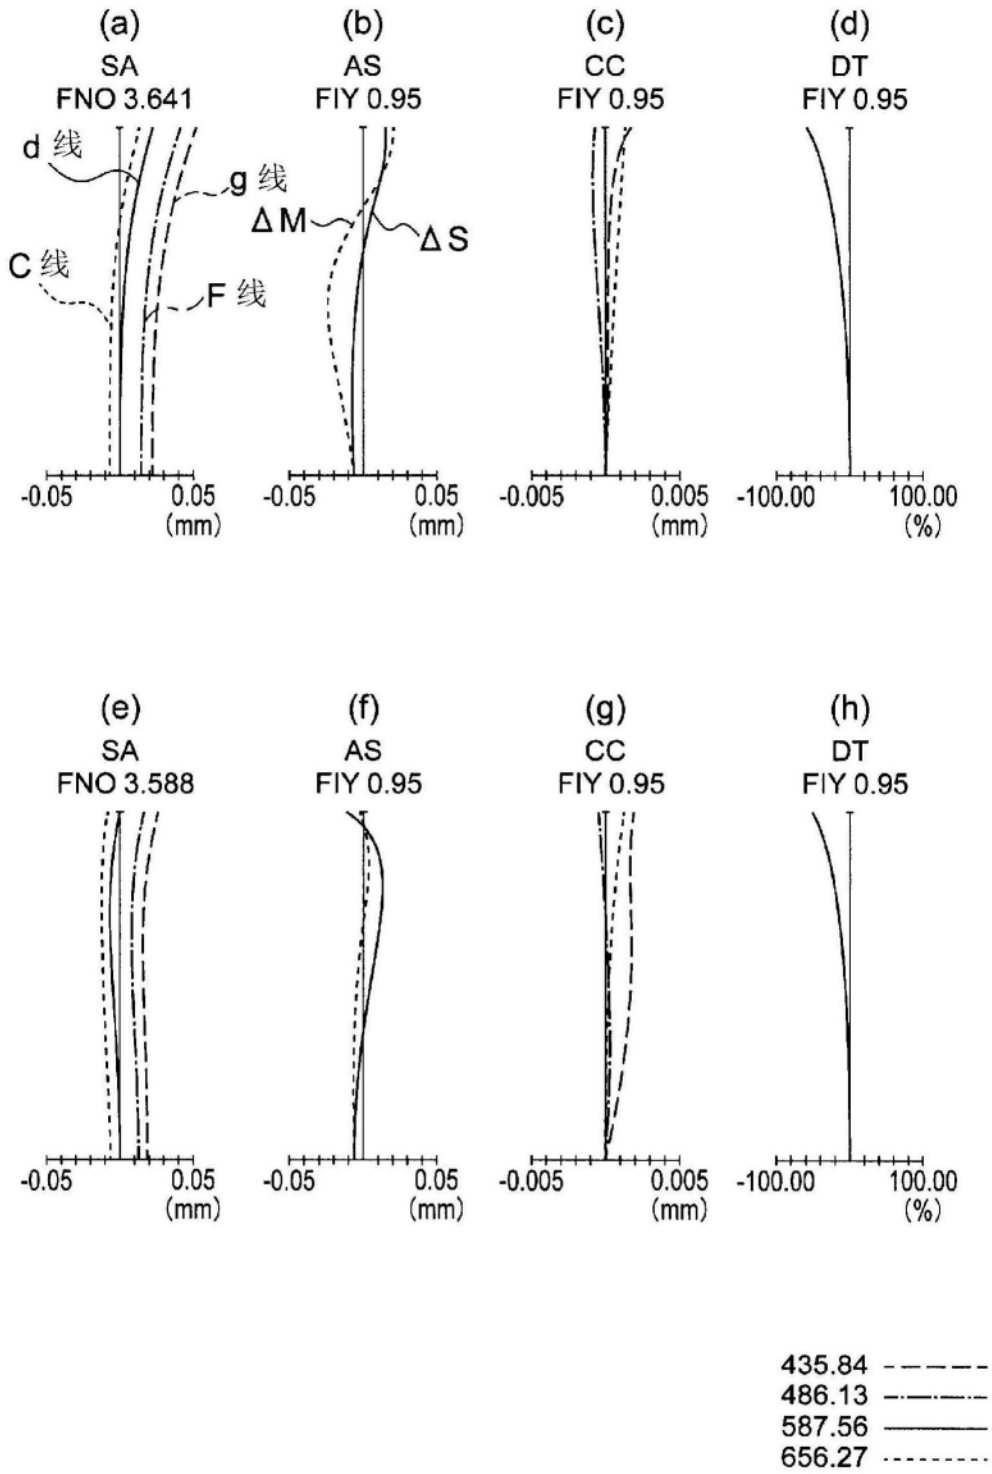 (a) (b) (c) (d)
SA AS CC DT
FNO 3.641 FIY 0.95 FIY 0.95 FIY 0.95
d 线
g 线
ΔM
ΔS
C 线
F 线
-0.05 0.05 -0.05 0.05 -0.005 0.005 -100.00 100.00
(mm) (mm) (mm) (%)
(e) (f) (g) (h)
SA AS CC DT
FNO 3.588 FIY 0.95 FIY 0.95 FIY 0.95
-0.05 0.05 -0.05 0.05 -0.005 0.005 -100.00 100.00
(mm) (mm) (mm) (%)
435.84
486.13
587.56
656.27